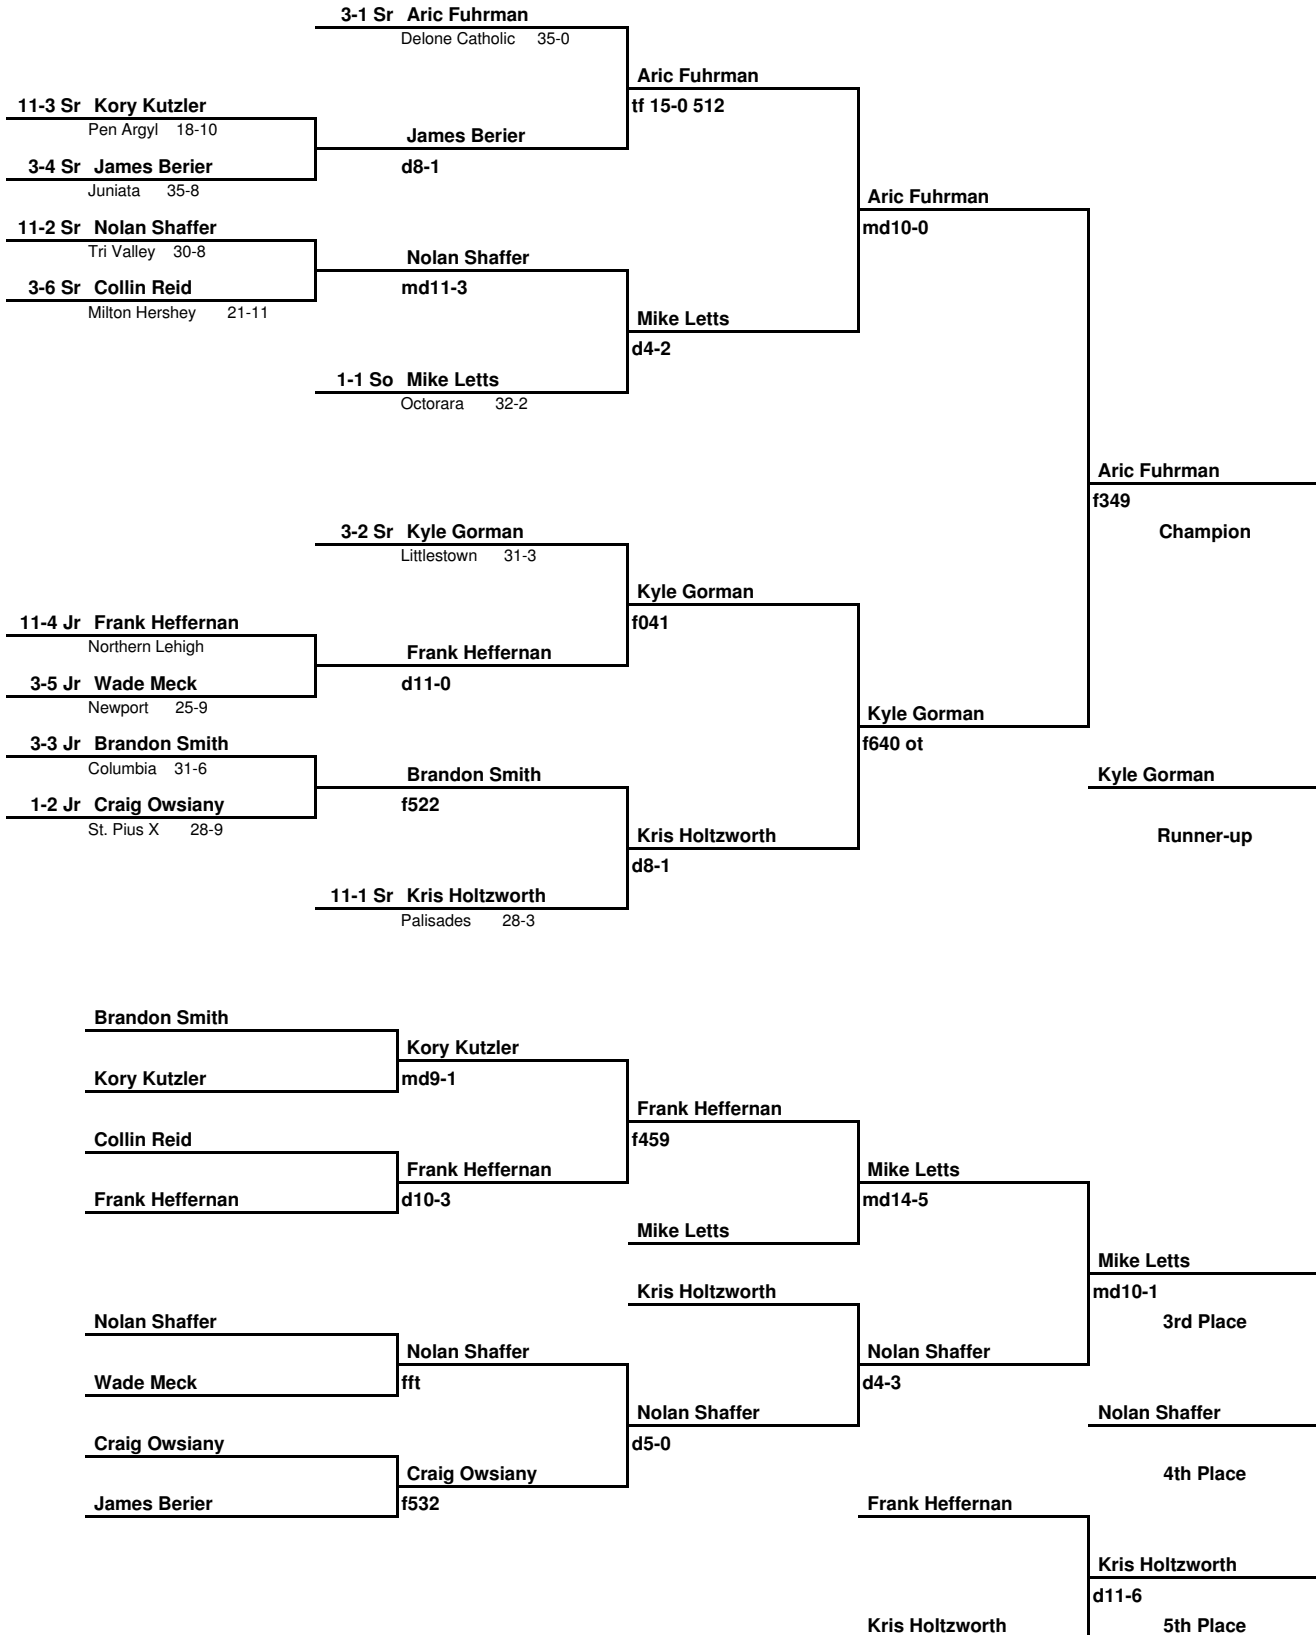 3-1 Sr Aric Fuhrman
Delone Catholic 35-0
Aric Fuhrman
11-3 Sr Kory Kutzler
tf 15-0 512
Pen Argyl 18-10
James Berier
3-4 Sr James Berier
d8-1
Juniata 35-8
Aric Fuhrman
11-2 Sr Nolan Shaffer
md10-0
Tri Valley 30-8
Nolan Shaffer
3-6 Sr Collin Reid
md11-3
Milton Hershey 21-11
Mike Letts
d4-2
1-1 So Mike Letts
Octorara 32-2
Aric Fuhrman
f349
3-2 Sr Kyle Gorman
Champion
Littlestown 31-3
Kyle Gorman
11-4 Jr Frank Heffernan
f041
Northern Lehigh
Frank Heffernan
3-5 Jr Wade Meck
d11-0
Newport 25-9
Kyle Gorman
3-3 Jr Brandon Smith
f640 ot
Columbia 31-6
Brandon Smith
Kyle Gorman
1-2 Jr Craig Owsiany
f522
St. Pius X 28-9
Kris Holtzworth
Runner-up
d8-1
11-1 Sr Kris Holtzworth
Palisades 28-3
Brandon Smith
Kory Kutzler
Kory Kutzler
md9-1
Frank Heffernan
Collin Reid
f459
Frank Heffernan
Mike Letts
Frank Heffernan
d10-3
md14-5
Mike Letts
Mike Letts
Kris Holtzworth
md10-1
Nolan Shaffer
3rd Place
Nolan Shaffer
Nolan Shaffer
Wade Meck
fft
d4-3
Nolan Shaffer
Nolan Shaffer
Craig Owsiany
d5-0
Craig Owsiany
4th Place
James Berier
f532
Frank Heffernan
Kris Holtzworth
d11-6
Kris Holtzworth
5th Place